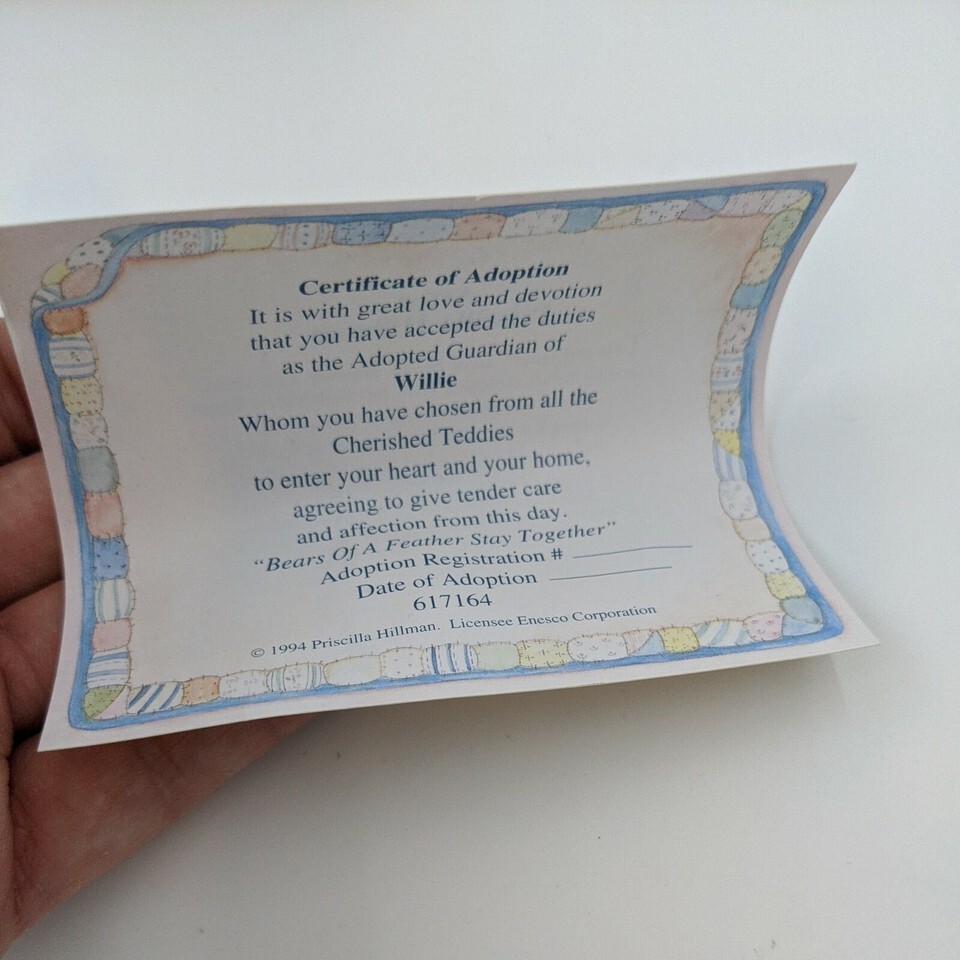 Certificate of Adoption
It is with great love and devotion
that you have accepted the duties
as the Adopted Guardian of
Willie
Whom you have chosen from all the
Cherished Teddies
to enter your heart and your home,
agreeing to give tender care
and affection from this day.
"Bears Of A Feather Stay Together"
Adoption Registration # ________
Date of Adoption ________
617164
© 1994 Priscilla Hillman. Licensee Enesco Corporation